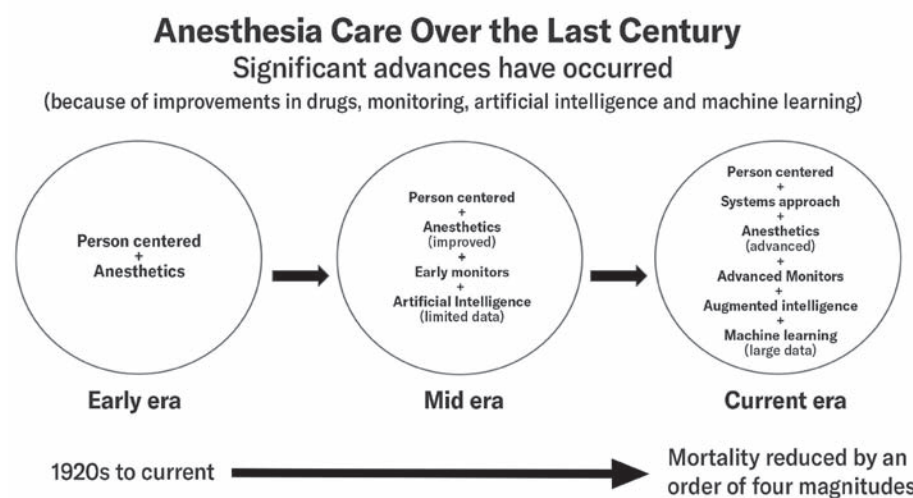 Anesthesia Care Over the Last Century
Significant advances have occurred
(because of improvements in drugs, monitoring, artificial intelligence and machine learning)
Person centered
+
Anesthetics
Early era
Person centered
+
Anesthetics
(improved)
+
Early monitors
+
Artificial Intelligence
(limited data)
Mid era
Person centered
+
Systems approach
+
Anesthetics
(advanced)
+
Advanced Monitors
+
Augmented intelligence
+
Machine learning
(large data)
Current era
1920s to current
Mortality reduced by an
order of four magnitudes